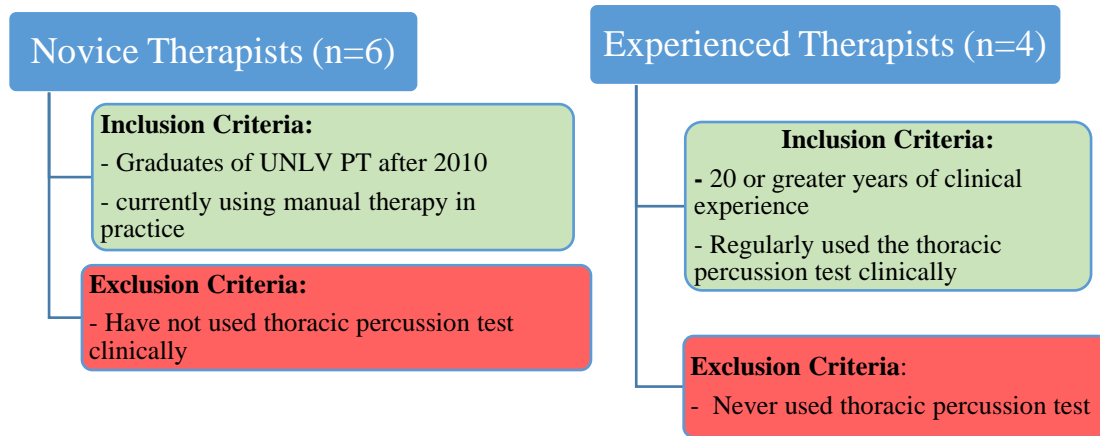 Novice Therapists (n=6)
Inclusion Criteria:
- Graduates of UNLV PT after 2010
- currently using manual therapy in
practice
Exclusion Criteria:
- Have not used thoracic percussion test
clinically
Experienced Therapists (n=4)
Inclusion Criteria:
- 20 or greater years of clinical
experience
- Regularly used the thoracic
percussion test clinically
Exclusion Criteria:
- Never used thoracic percussion test